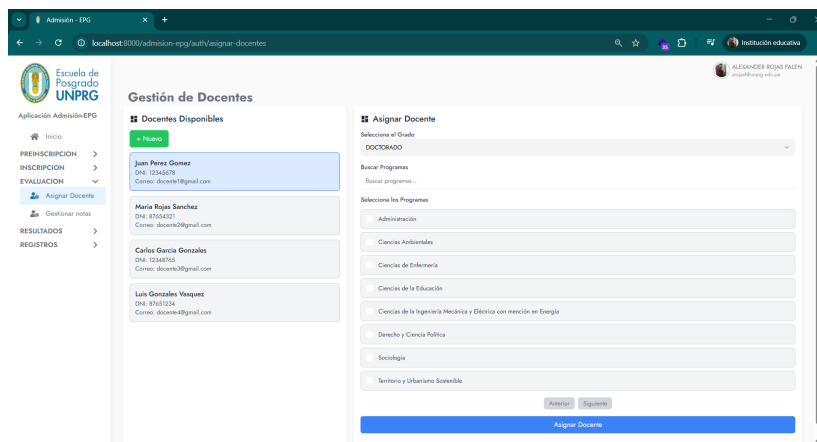 Admisión - EPG
localhost:8000/admision-epg/auth/asignar-docentes
Institución educativa
Escuela de
Posgrado
UNPRG
Aplicación Admisión-EPG
Inicio
PREINSCRIPCION
INSCRIPCION
EVALUACION
Asignar Docente
Gestionar notas
RESULTADOS
REGISTROS
ALEXANDER ROJAS FALEN
Gestión de Docentes
Docentes Disponibles
+ Nuevo
Juan Perez Gomez
DNI: 12345678
Correo: docente1@gmail.com
Maria Rojas Sanchez
DNI: 87654321
Correo: docente2@gmail.com
Carlos Garcia Gonzales
DNI: 12348765
Correo: docente3@gmail.com
Luis Gonzales Vasquez
DNI: 87651234
Correo: docente4@gmail.com
Asignar Docente
Selecciona el Grado
DOCTORADO
Buscar Programas
Buscar programas...
Selecciona los Programas
Administración
Ciencias Ambientales
Ciencias de Enfermería
Ciencias de la Educación
Ciencias de la Ingeniería Mecánica y Eléctrica con mención en Energía
Derecho y Ciencia Política
Sociología
Territorio y Urbanismo Sostenible
Anterior Siguiente
Asignar Docente